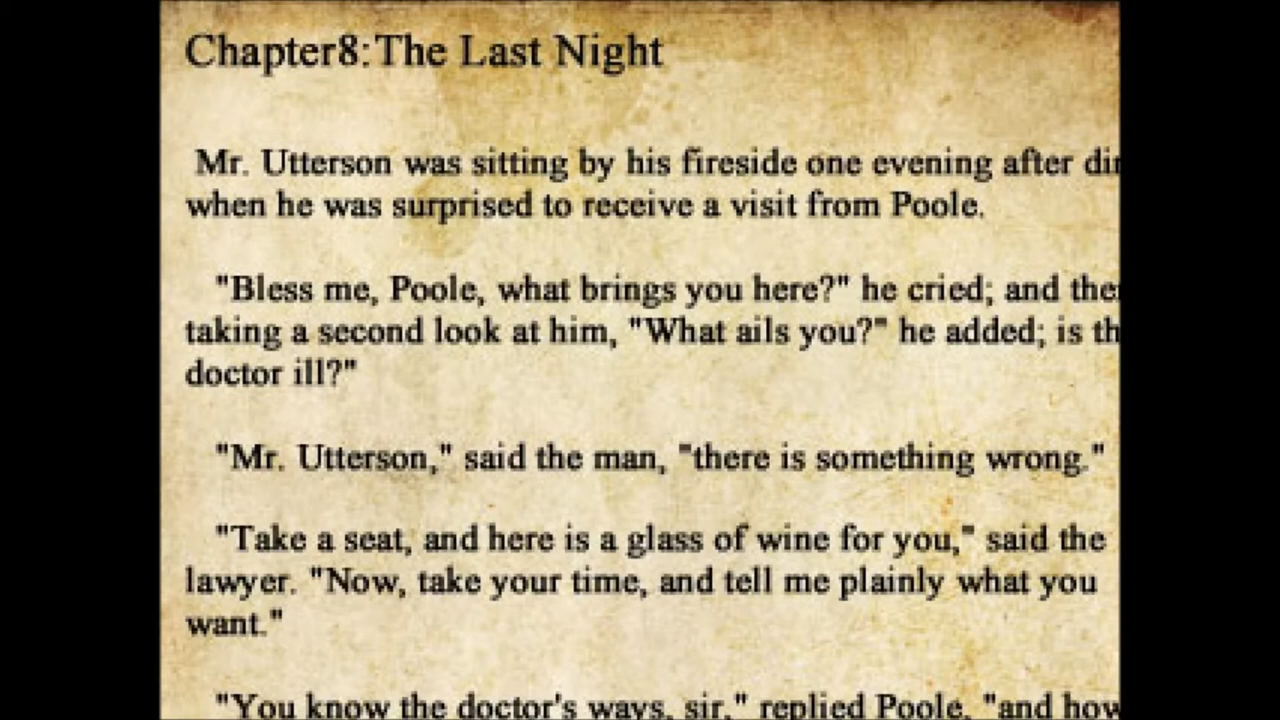 Chapter8:The Last Night
Mr. Utterson was sitting by his fireside one evening after
when he was surprised to receive a visit from Poole.
"Bless me, Poole, what brings you here?" he cried; and
taking a second look at him, "What ails you?" he added; is
doctor ill?"
"Mr. Utterson," said the man, "there is something wrong."
"Take a seat, and here is a glass of wine for you," said the
lawyer. "Now, take your time, and tell me plainly what you
want."
"You know the doctor's ways, sir," replied Poole, "and how